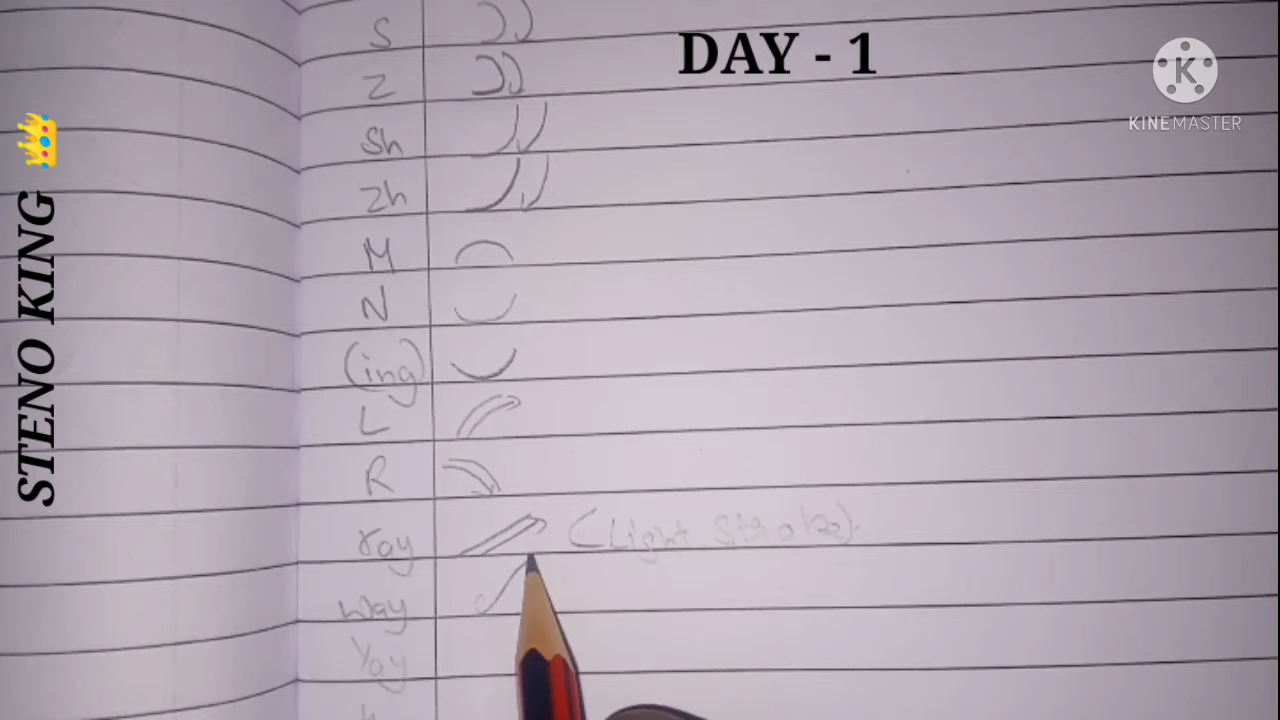 DAY - 1
K
KINEMASTER
STENO KING
S
Z
Sh
Zh
M
N
(ing)
L
R
ray (Light Stroke)
Way
Yay